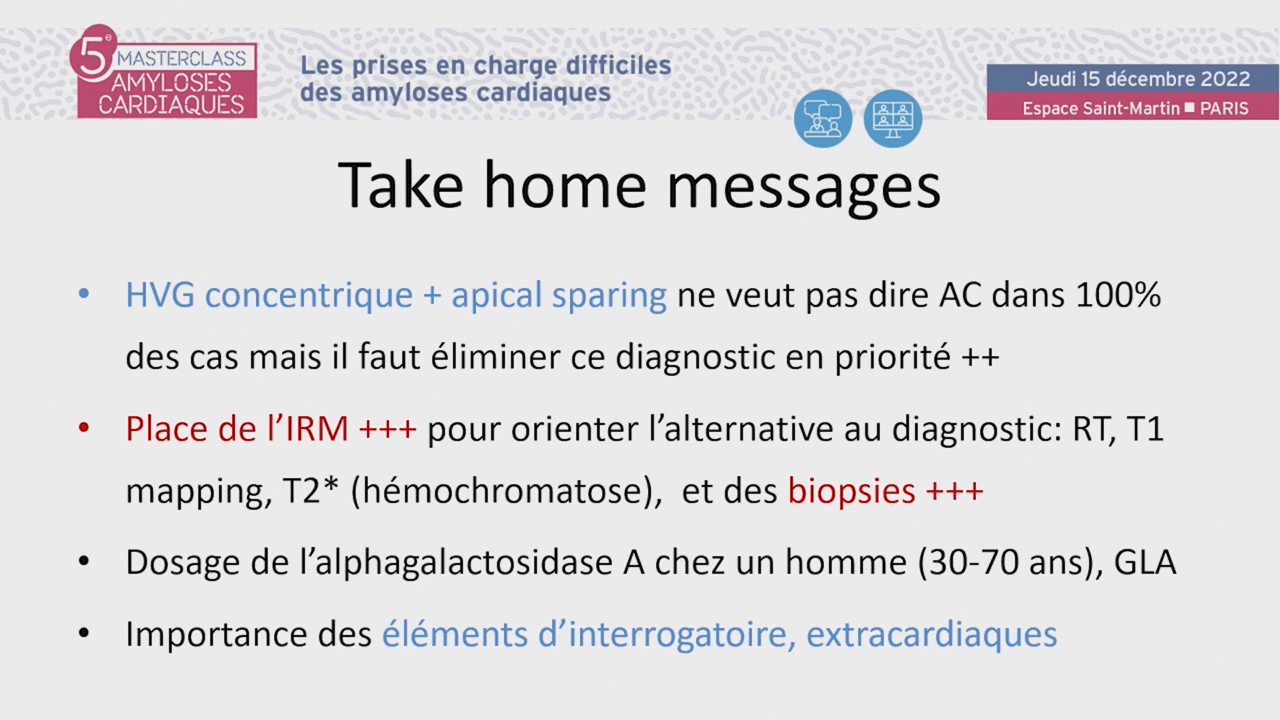 5e
MASTERCLASS
AMYLOSES
CARDIAQUES
Les prises en charge difficiles
des amyloses cardiaques
Jeudi 15 décembre 2022
Espace Saint-Martin ■ PARIS
Take home messages
• HVG concentrique + apical sparing ne veut pas dire AC dans 100%
des cas mais il faut éliminer ce diagnostic en priorité ++
• Place de l’IRM +++ pour orienter l’alternative au diagnostic: RT, T1
mapping, T2* (hémochromatose), et des biopsies +++
• Dosage de l’alphagalactosidase A chez un homme (30-70 ans), GLA
• Importance des éléments d’interrogatoire, extracardiaques